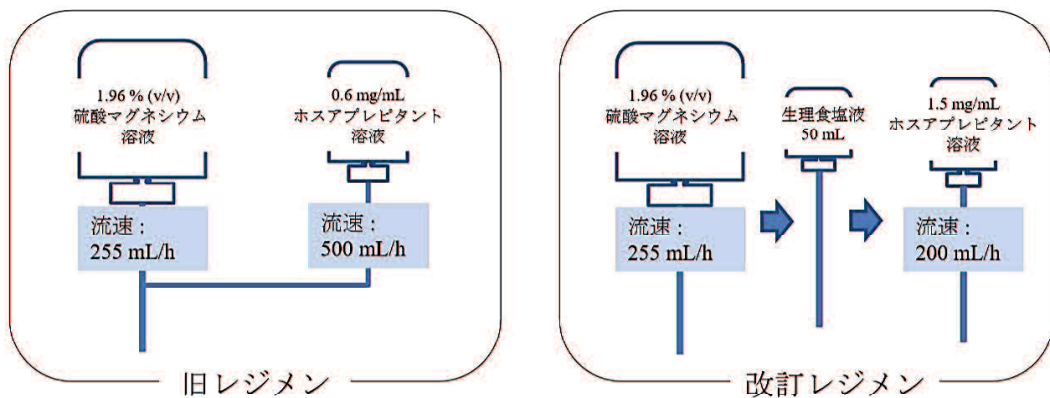 1.96 % (v/v)
硫酸マグネシウム
溶液
0.6 mg/mL
ホスアプレピタント
溶液
流速：
255 mL/h
流速：
500 mL/h
旧レジメン
1.96 % (v/v)
硫酸マグネシウム
溶液
生理食塩液
50 mL
1.5 mg/mL
ホスアプレピタント
溶液
流速：
255 mL/h
流速：
200 mL/h
改訂レジメン